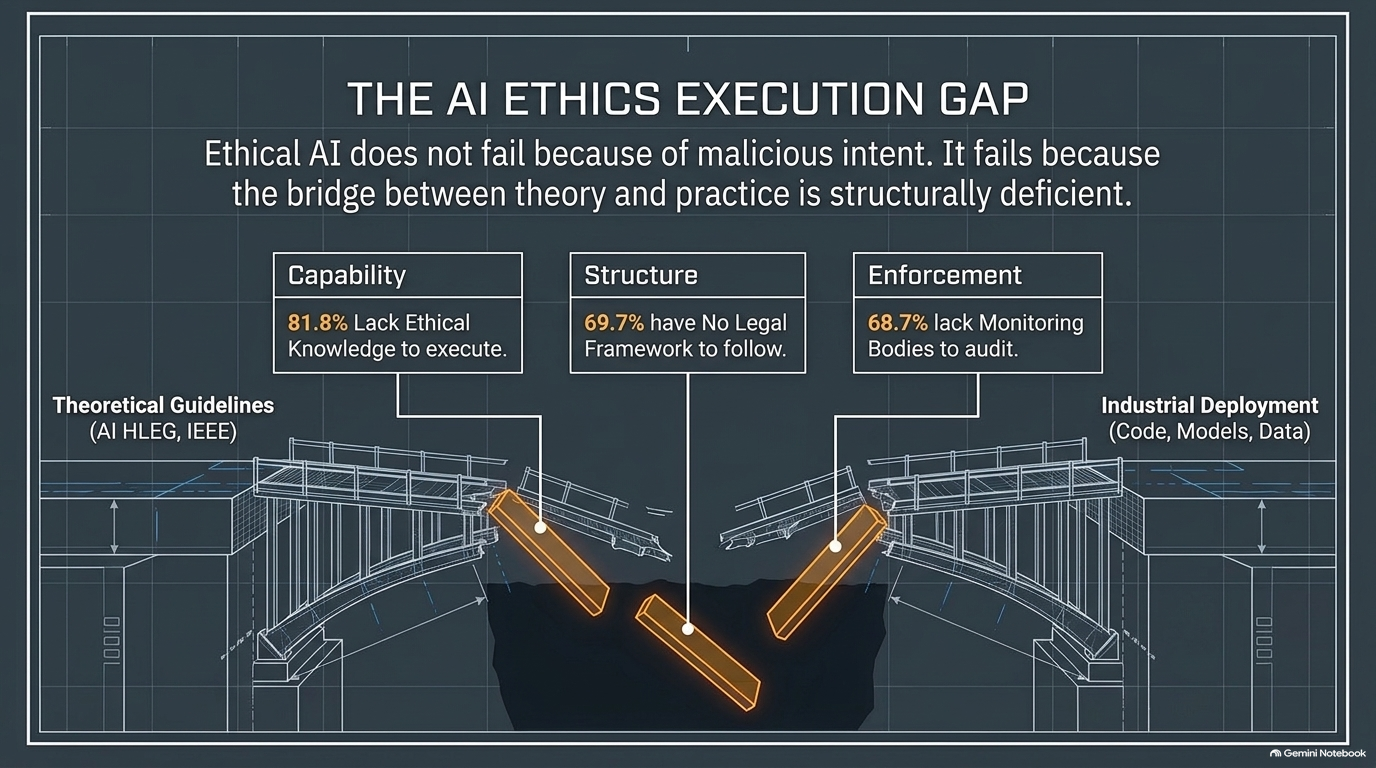 THE AI ETHICS EXECUTION GAP
Ethical AI does not fail because of malicious intent. It fails because
the bridge between theory and practice is structurally deficient.
Capability
81.8% Lack Ethical
Knowledge to execute.
Structure
69.7% have No Legal
Framework to follow.
Enforcement
68.7% lack Monitoring
Bodies to audit.
Theoretical Guidelines
(AI HLEG, IEEE)
Industrial Deployment
(Code, Models, Data)
Gemini Notebook